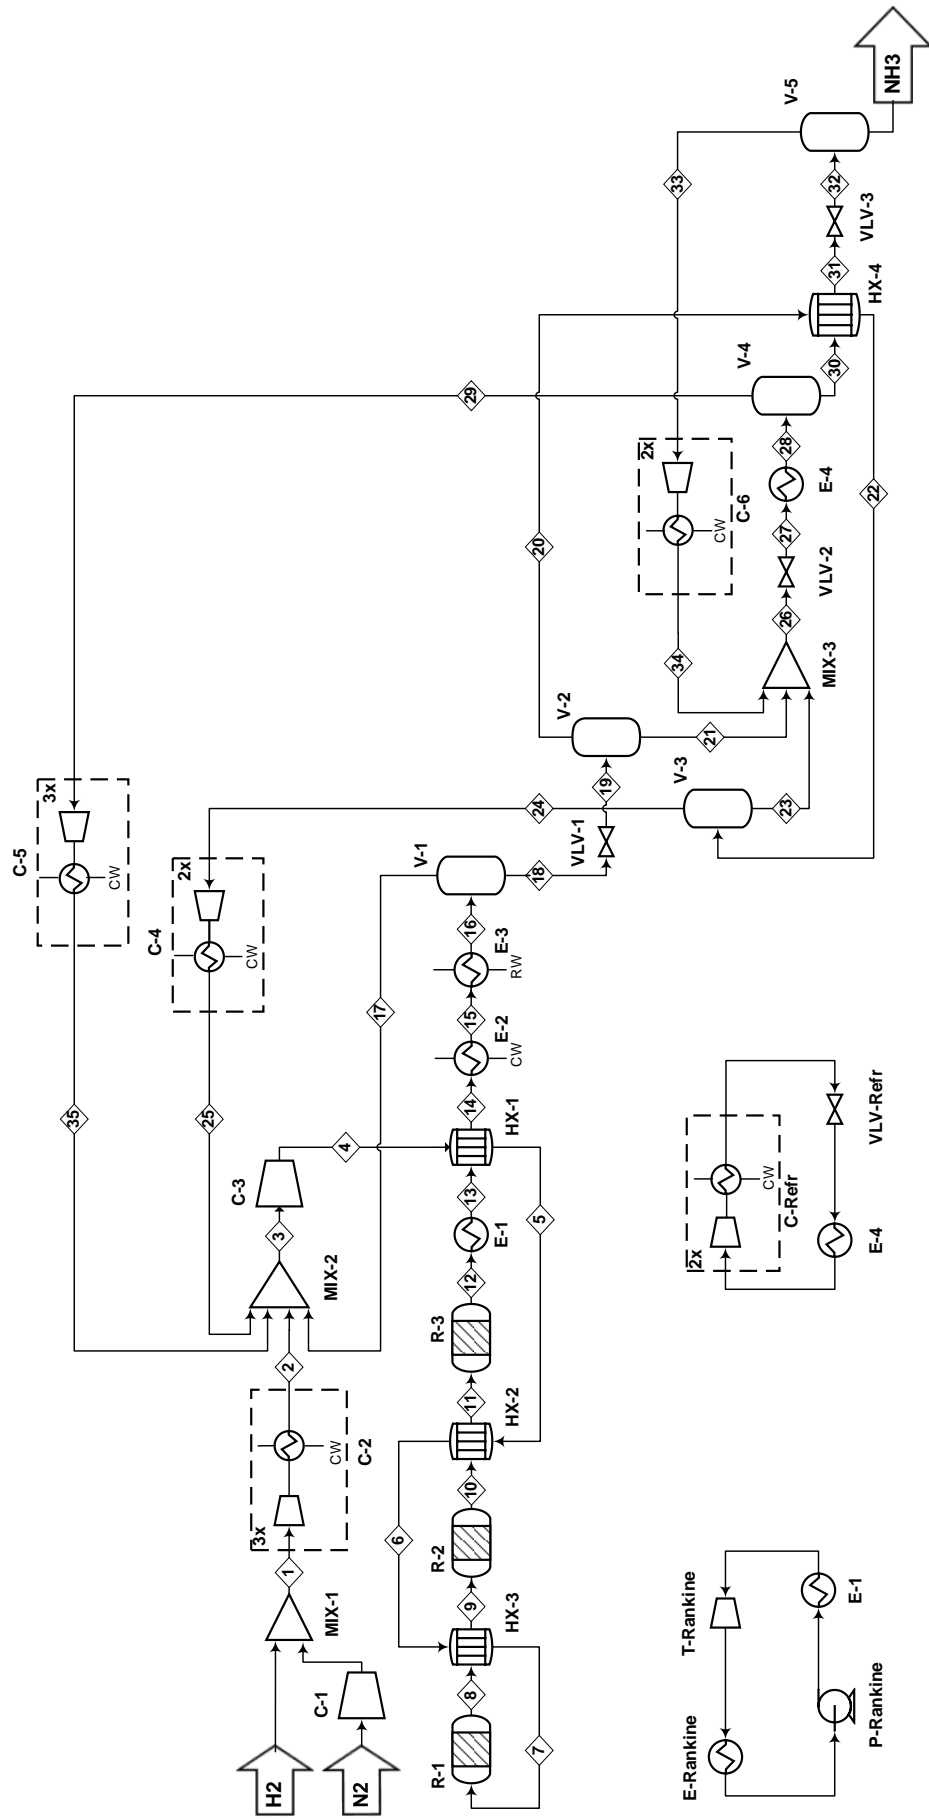 H2
N2
C-1
MIX-1
1
3x
CW
C-2
2
MIX-2
3
C-3
4
35
25
C-5
3x
CW
C-4
2x
CW
17
29
24
R-1
7
8
HX-3
9
6
R-2
10
HX-2
11
R-3
12
E-1
13
5
HX-1
14
E-2
CW
15
E-3
RW
16
V-1
18
VLV-1
19
V-2
20
21
V-3
23
22
MIX-3
34
C-6
2x
CW
33
26
VLV-2
27
E-4
28
V-4
30
HX-4
31
VLV-3
32
V-5
NH3
E-Rankine
T-Rankine
P-Rankine
E-1
2x
CW
C-Refr
VLV-Refr
E-4